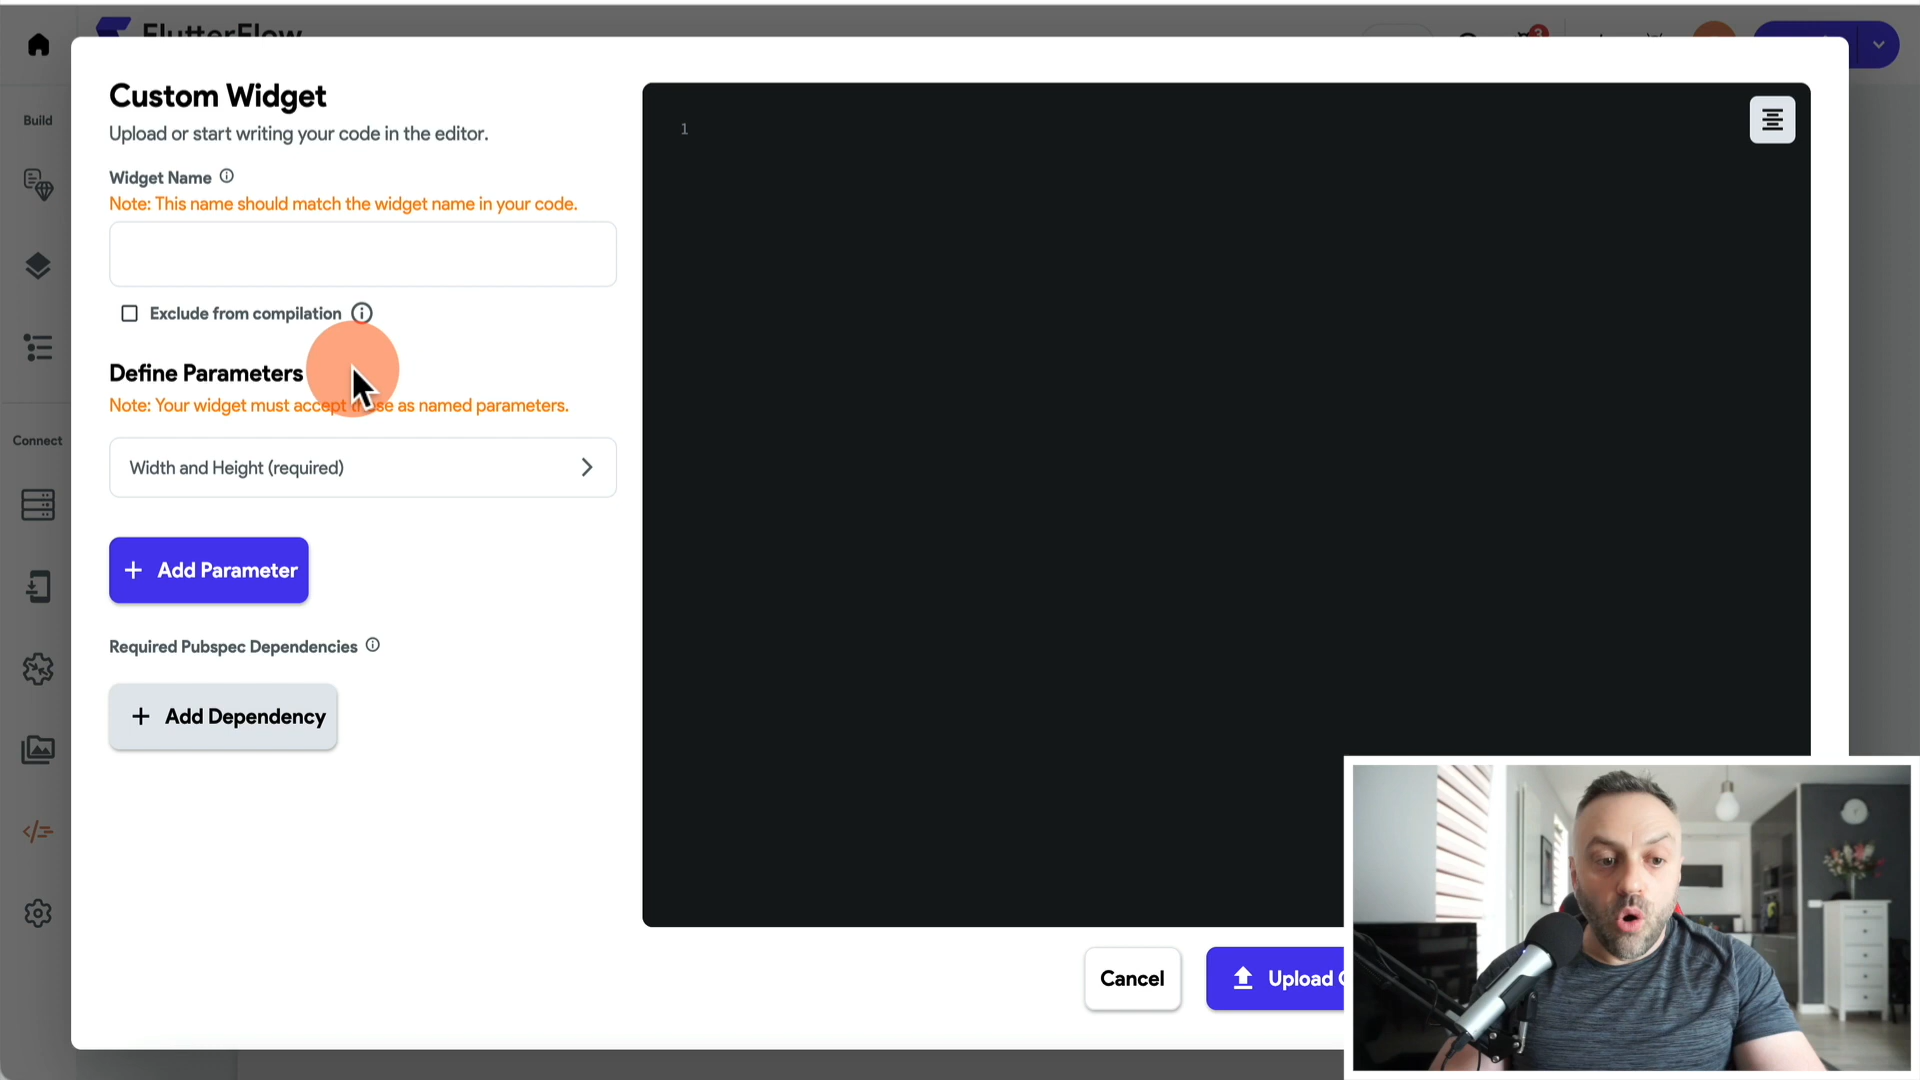 FlutterFlow
3
Build
Connect
Custom Widget
Upload or start writing your code in the editor.
Widget Name
Note: This name should match the widget name in your code.
Exclude from compilation
Define Parameters
Note: Your widget must accept as named parameters.
Width and Height (required)
+ Add Parameter
Required Pubspec Dependencies
+ Add Dependency
1
Cancel
Upload